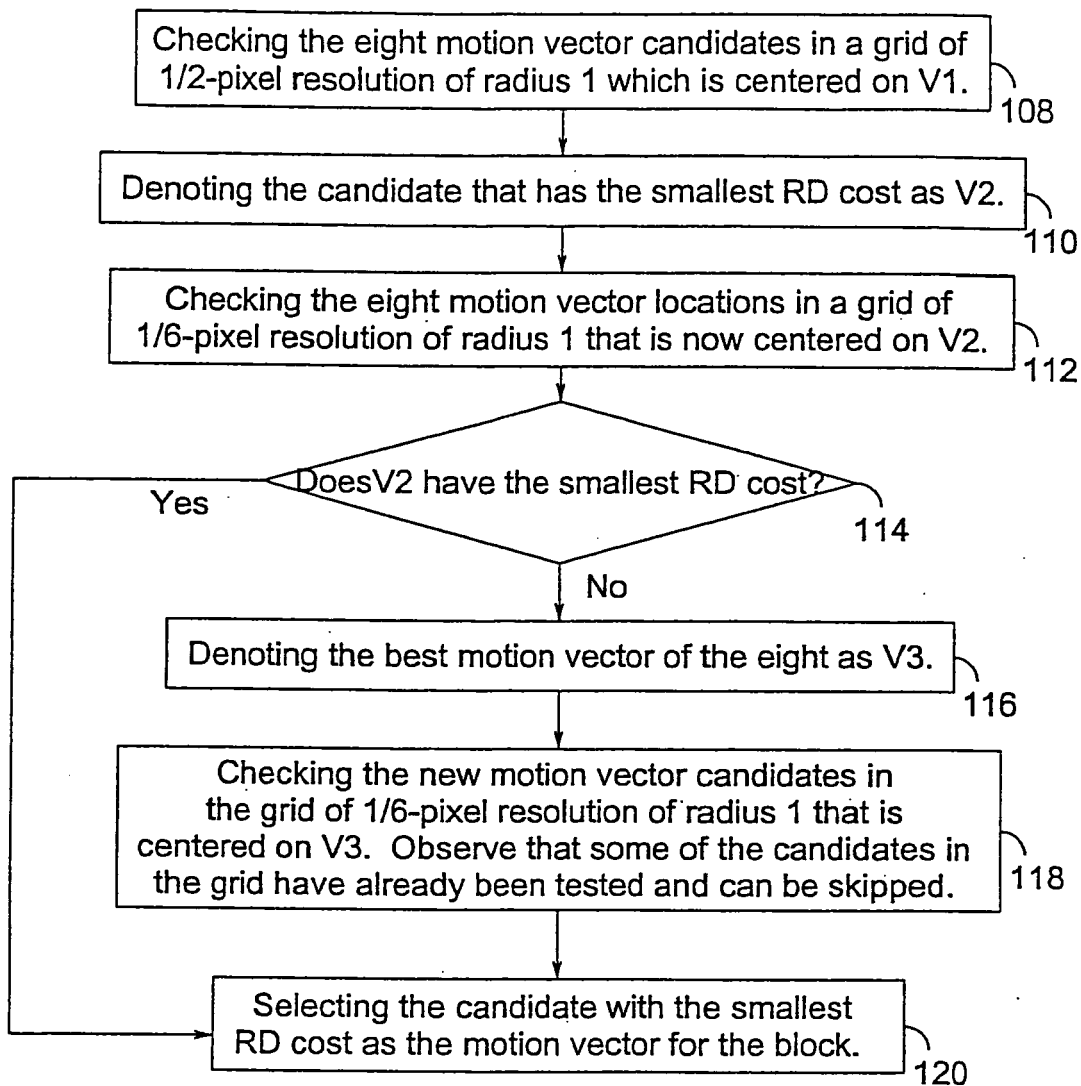 Checking the eight motion vector candidates in a grid of
1/2-pixel resolution of radius 1 which is centered on V1.
108
Denoting the candidate that has the smallest RD cost as V2.
110
Checking the eight motion vector locations in a grid of
1/6-pixel resolution of radius 1 that is now centered on V2.
112
DoesV2 have the smallest RD cost?
Yes
114
No
Denoting the best motion vector of the eight as V3.
116
Checking the new motion vector candidates in
the grid of 1/6-pixel resolution of radius 1 that is
centered on V3. Observe that some of the candidates in
the grid have already been tested and can be skipped.
118
Selecting the candidate with the smallest
RD cost as the motion vector for the block.
120